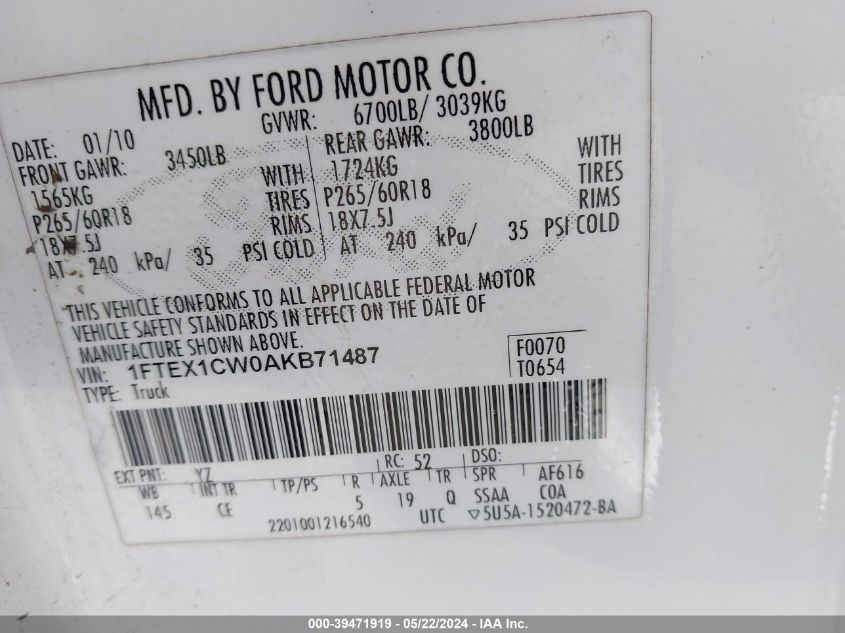 MFD. BY FORD MOTOR CO.
DATE: 01/10 GVWR: 6700LB/ 3039KG
FRONT GAWR: 3450LB REAR GAWR: 3800LB
1565KG WITH 1724KG WITH
P265/60R18 TIRES P265/60R18 TIRES
18X7.5J RIMS 18X7.5J RIMS
AT 240 kPa/ 35 PSI COLD AT 240 kPa/ 35 PSI COLD
THIS VEHICLE CONFORMS TO ALL APPLICABLE FEDERAL MOTOR
VEHICLE SAFETY STANDARDS IN EFFECT ON THE DATE OF
MANUFACTURE SHOWN ABOVE.
VIN: 1FTEX1CW0AKB71487 F0070
TYPE: Truck T0654
EXT PNT: YZ RC: 52 DSO:
WB INT TR TP/PS R AXLE TR SPR AF616
145 CE 5 19 Q SSAA COA
2201001216540 UTC ▽5U5A-1520472-BA
000-39471919 - 05/22/2024 - IAA Inc.